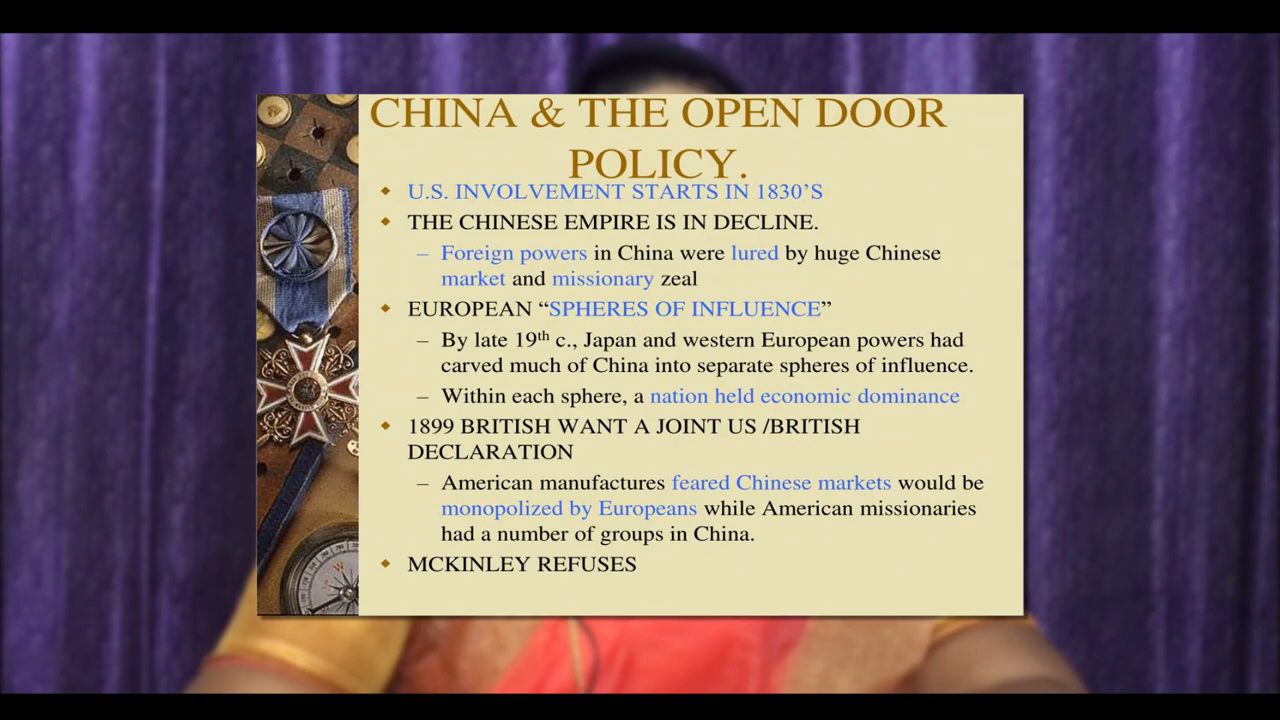 CHINA & THE OPEN DOOR
POLICY.
U.S. INVOLVEMENT STARTS IN 1830’S
THE CHINESE EMPIRE IS IN DECLINE.
– Foreign powers in China were lured by huge Chinese
market and missionary zeal
EUROPEAN “SPHERES OF INFLUENCE”
– By late 19th c., Japan and western European powers had
carved much of China into separate spheres of influence.
– Within each sphere, a nation held economic dominance
1899 BRITISH WANT A JOINT US /BRITISH
DECLARATION
– American manufactures feared Chinese markets would be
monopolized by Europeans while American missionaries
had a number of groups in China.
MCKINLEY REFUSES